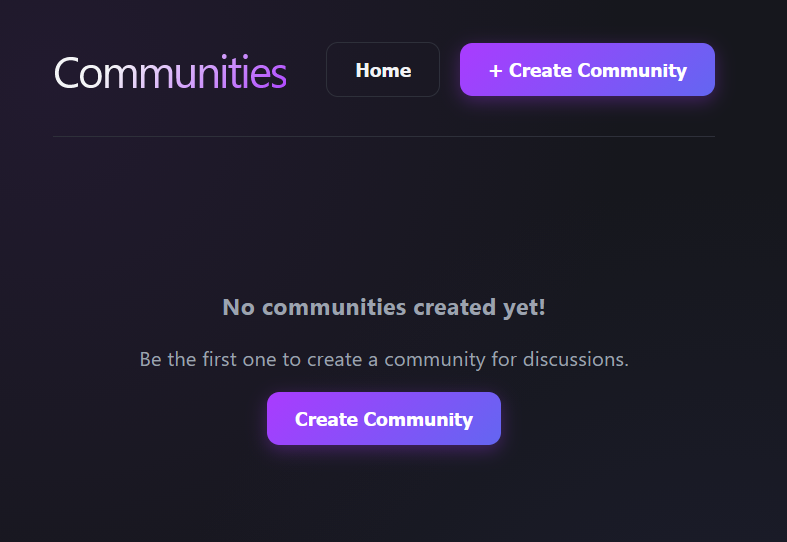 Communities
Home
+ Create Community
No communities created yet!
Be the first one to create a community for discussions.
Create Community